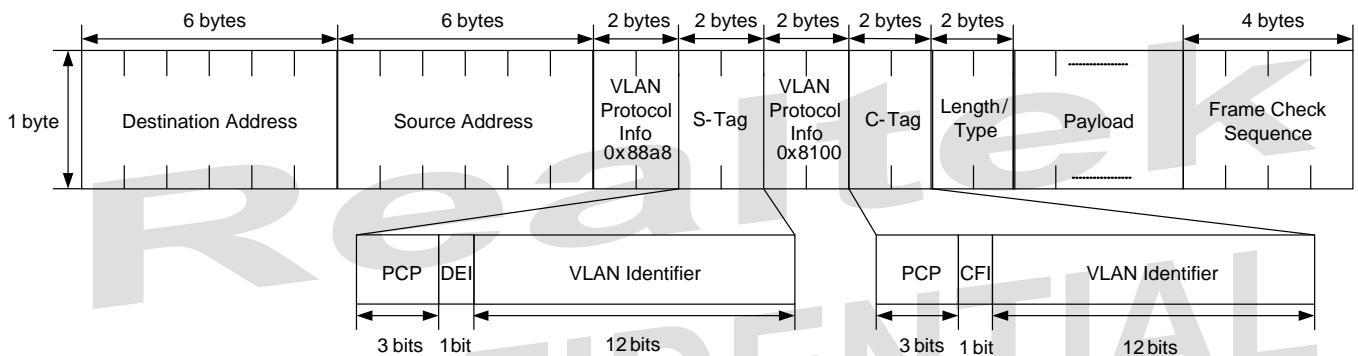 6 bytes 6 bytes 2 bytes 2 bytes 2 bytes 2 bytes 2 bytes 4 bytes
1 byte
Destination Address
Source Address
VLAN
Protocol
Info
0x88a8
S-Tag
VLAN
Protocol
Info
0x8100
C-Tag
Length/
Type
Payload
Frame Check
Sequence
Realtek
PCP DEI VLAN Identifier
PCP CFI VLAN Identifier
3 bits 1 bit 12 bits
3 bits 1 bit 12 bits